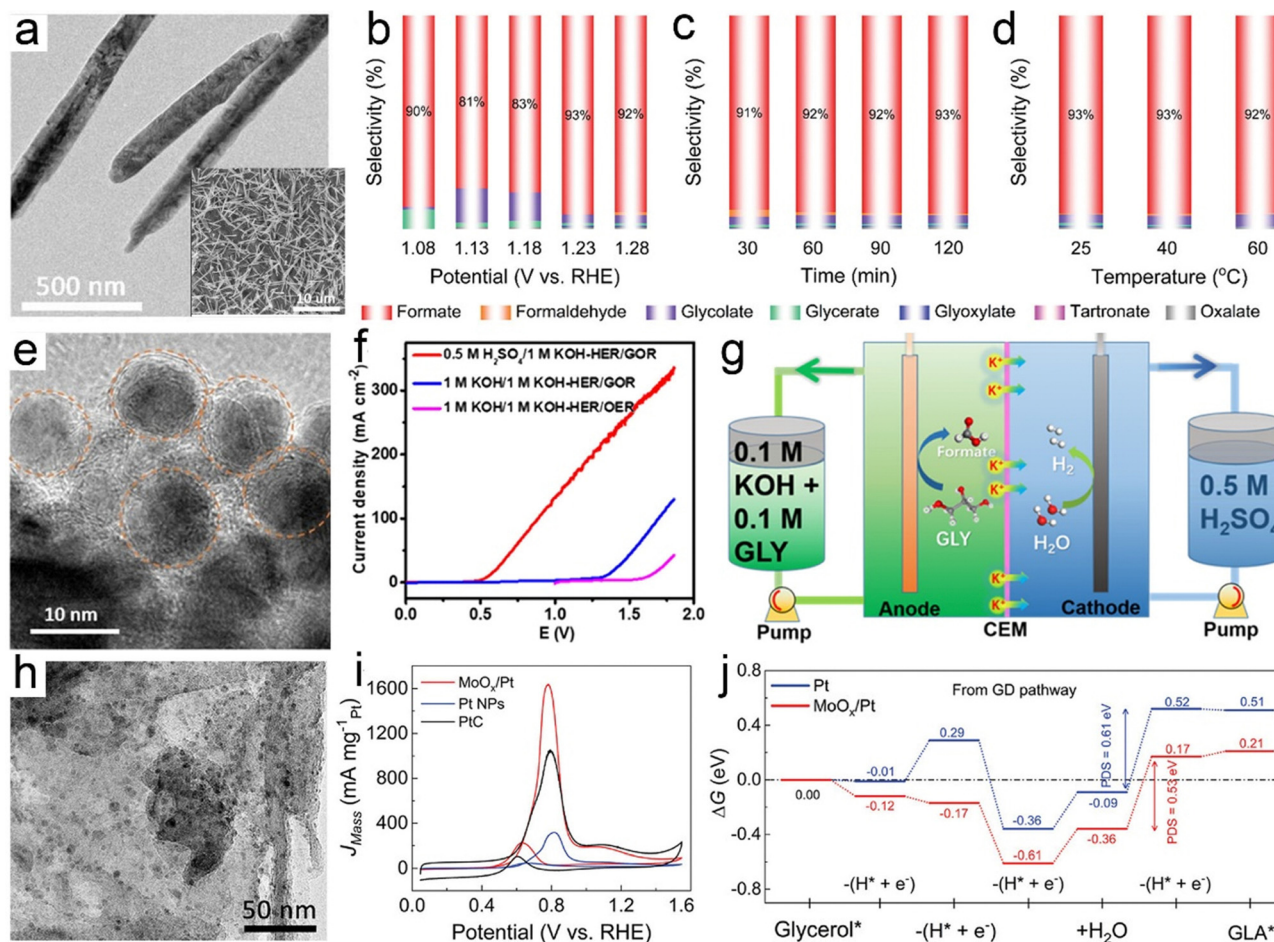 a
500 nm
10 um
b
Selectivity (%)
90%
81%
83%
93%
92%
1.08
1.13
1.18
1.23
1.28
Potential (V vs. RHE)
c
Selectivity (%)
91%
92%
92%
93%
30
60
90
120
Time (min)
d
Selectivity (%)
93%
93%
92%
25
40
60
Temperature (°C)
Formate
Formaldehyde
Glycolate
Glycerate
Glyoxylate
Tartronate
Oxalate
e
10 nm
f
Current density (mA cm⁻²)
300
200
100
0
0.5 M H₂SO₄/1 M KOH-HER/GOR
1 M KOH/1 M KOH-HER/GOR
1 M KOH/1 M KOH-HER/OER
0.0
0.5
1.0
1.5
2.0
E (V)
g
0.1 M
KOH +
0.1 M
GLY
Pump
Formate
GLY
Anode
K⁺
K⁺
K⁺
K⁺
K⁺
K⁺
CEM
H₂
H₂O
Cathode
0.5 M
H₂SO₄
Pump
h
50 nm
i
J Mass (mA mg⁻¹ Pt)
1600
1200
800
400
0
MoOₓ/Pt
Pt NPs
PtC
0.0
0.4
0.8
1.2
1.6
Potential (V vs. RHE)
j
ΔG (eV)
0.8
0.4
0.0
-0.4
-0.8
Pt
MoOₓ/Pt
From GD pathway
0.00
-0.01
-0.12
0.29
-0.17
-0.36
-0.61
-0.09
-0.36
PDS = 0.61 eV
0.52
0.51
0.17
0.21
PDS = 0.53 eV
-(H* + e⁻)
-(H* + e⁻)
-(H* + e⁻)
Glycerol*
-(H* + e⁻)
+H₂O
GLA*